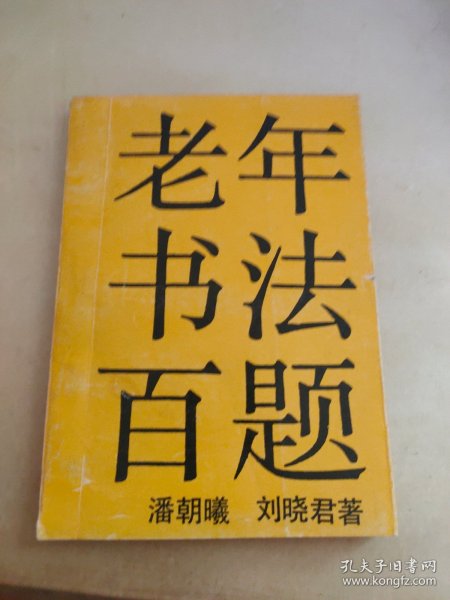 老年
书法
百题
潘朝曦 刘晓君著
孔夫子旧书网
www.kongfz.com